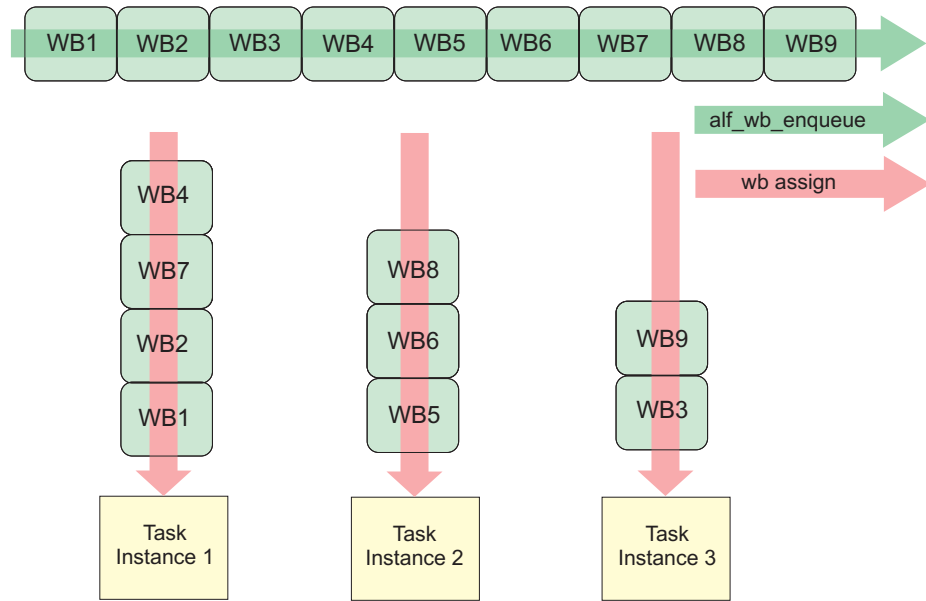 WB1 WB2 WB3 WB4 WB5 WB6 WB7 WB8 WB9
alf_wb_enqueue
wb assign
WB4
WB7
WB2
WB1
Task
Instance 1
WB8
WB6
WB5
Task
Instance 2
WB9
WB3
Task
Instance 3